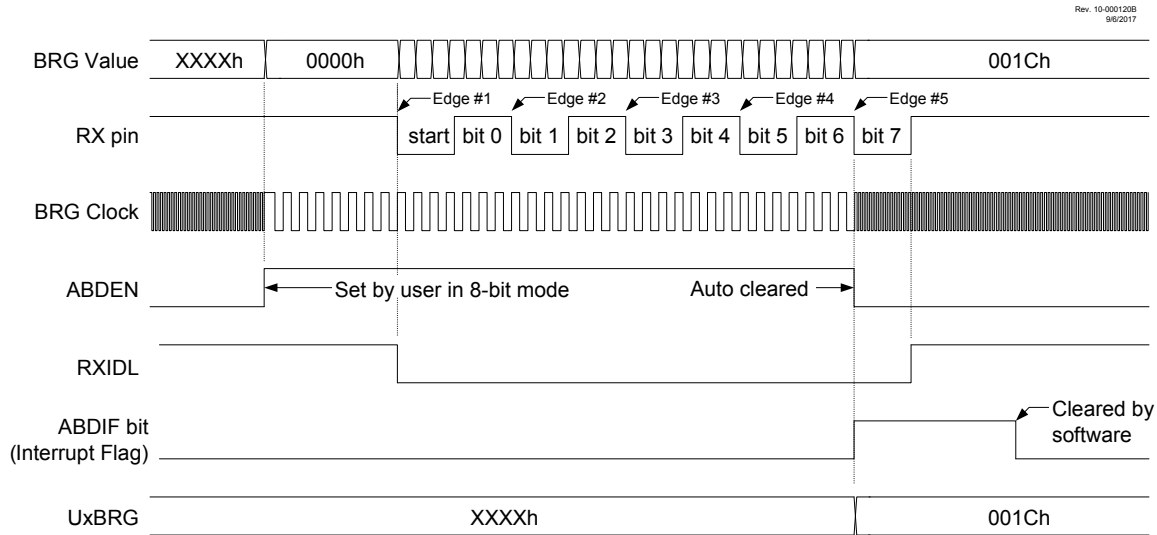 Rev. 10-000120B
9/6/2017
BRG Value XXXXh 0000h 001Ch
Edge #1 Edge #2 Edge #3 Edge #4 Edge #5
RX pin start bit 0 bit 1 bit 2 bit 3 bit 4 bit 5 bit 6 bit 7
BRG Clock
ABDEN Set by user in 8-bit mode Auto cleared
RXIDL
ABDIF bit
(Interrupt Flag)
Cleared by
software
UxBRG XXXXh 001Ch